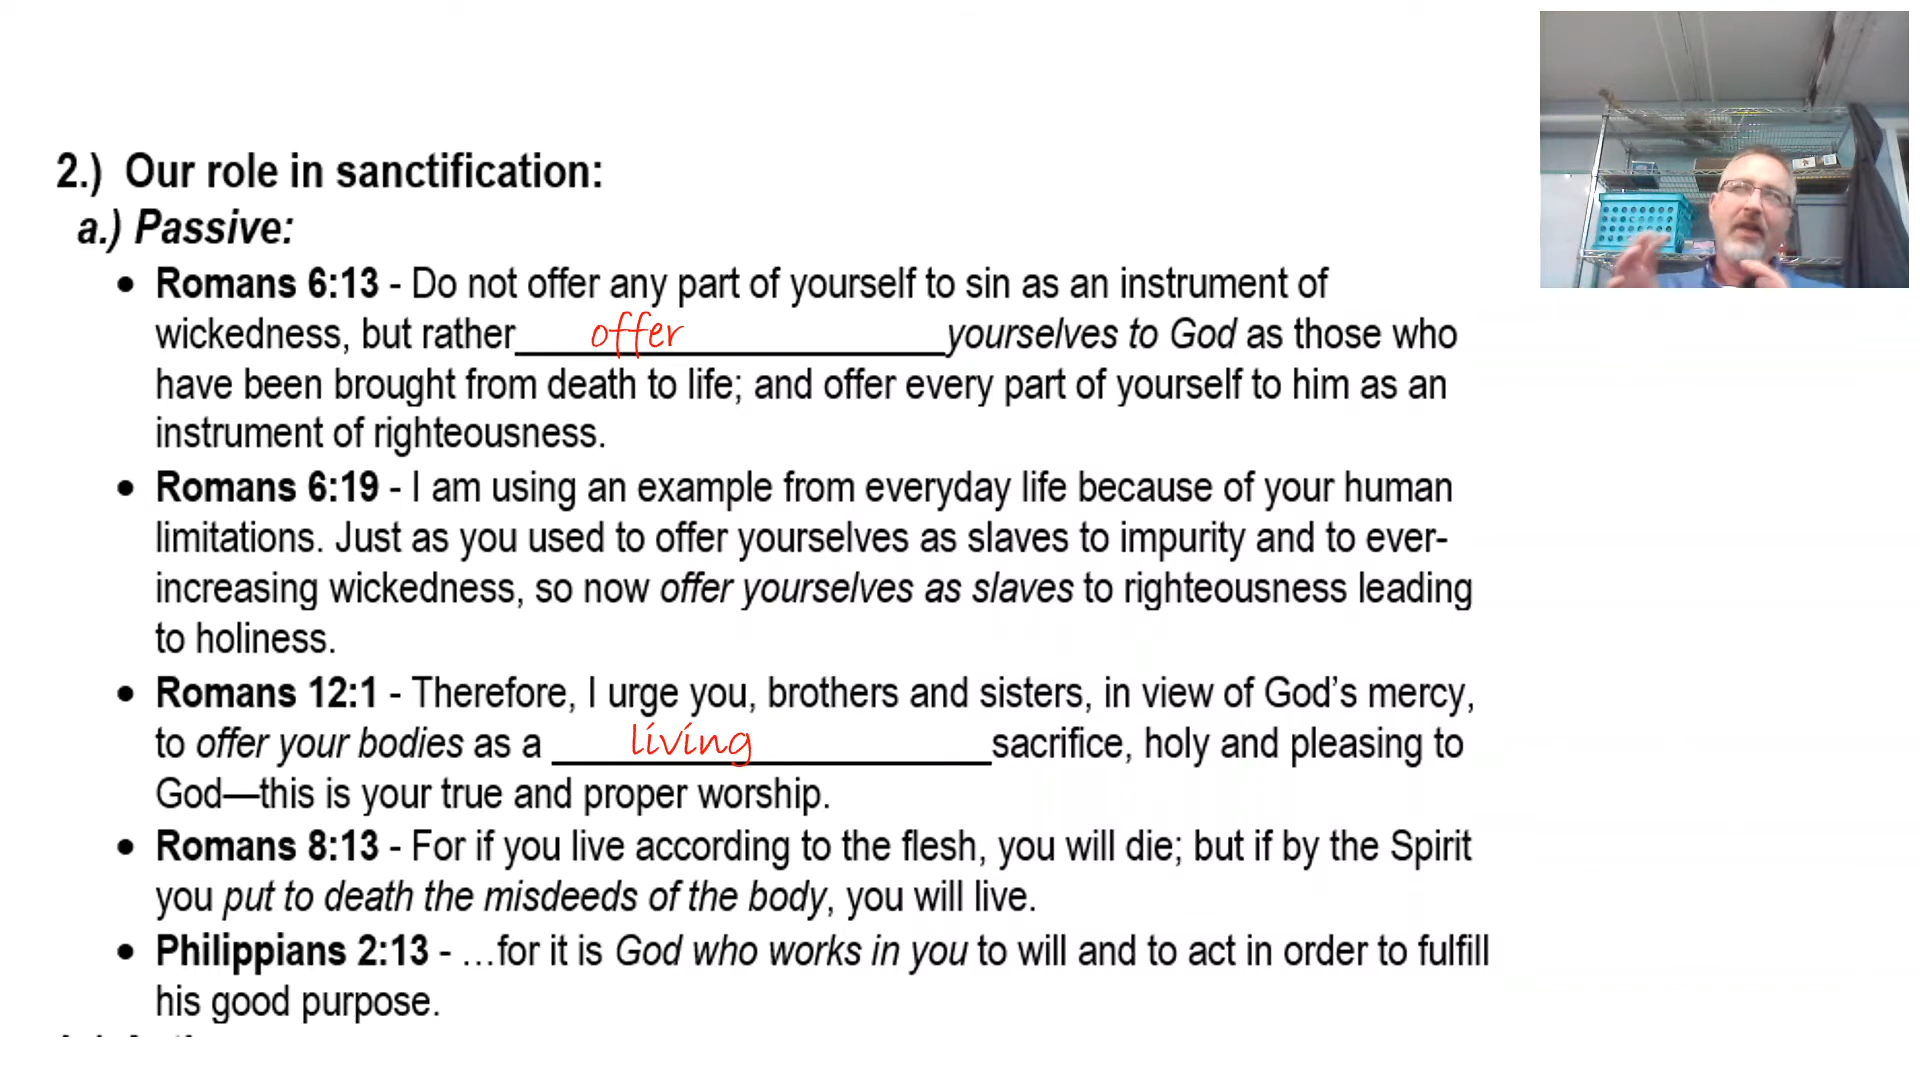 2.) Our role in sanctification:
a.) Passive:
• Romans 6:13 - Do not offer any part of yourself to sin as an instrument of
wickedness, but rather offer yourselves to God as those who
have been brought from death to life; and offer every part of yourself to him as an
instrument of righteousness.
• Romans 6:19 - I am using an example from everyday life because of your human
limitations. Just as you used to offer yourselves as slaves to impurity and to ever-
increasing wickedness, so now offer yourselves as slaves to righteousness leading
to holiness.
• Romans 12:1 - Therefore, I urge you, brothers and sisters, in view of God’s mercy,
to offer your bodies as a living sacrifice, holy and pleasing to
God—this is your true and proper worship.
• Romans 8:13 - For if you live according to the flesh, you will die; but if by the Spirit
you put to death the misdeeds of the body, you will live.
• Philippians 2:13 - …for it is God who works in you to will and to act in order to fulfill
his good purpose.